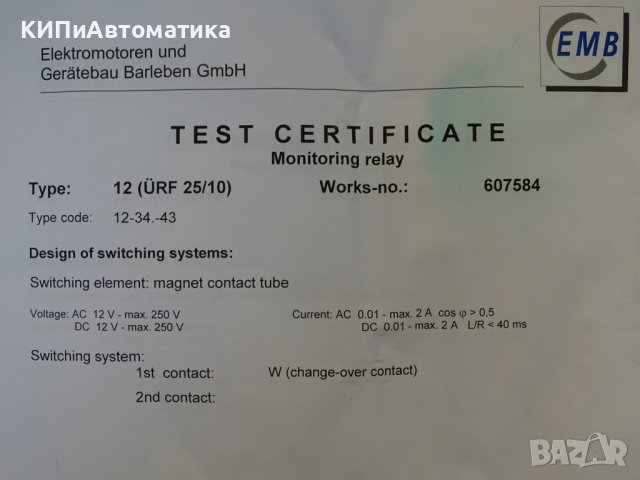 КИПиАвтоматика
Elektromotoren und
Gerätebau Barleben GmbH
EMB
TEST CERTIFICATE
Monitoring relay
Type: 12 (ÜRF 25/10) Works-no.: 607584
Type code: 12-34.-43
Design of switching systems:
Switching element: magnet contact tube
Voltage: AC 12 V - max. 250 V Current: AC 0.01 - max. 2 A cos φ > 0,5
DC 12 V - max. 250 V DC 0.01 - max. 2 A L/R < 40 ms
Switching system:
1st contact: W (change-over contact)
2nd contact:
BAZAR